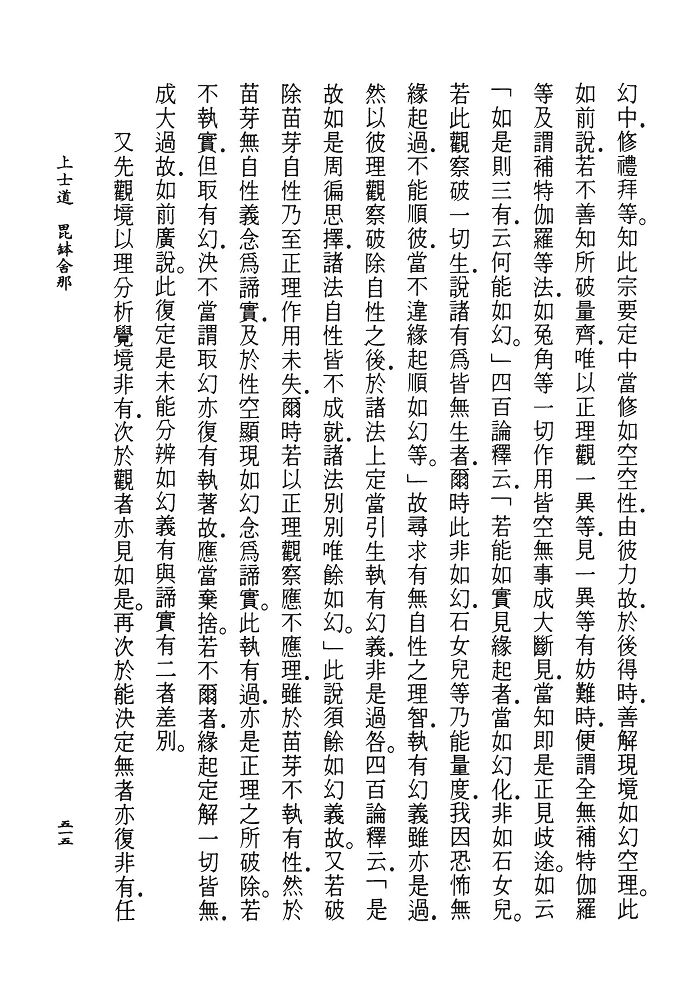 幻中．修禮拜等。知此宗要定中當修如空空性．由彼力故．於後得時．善解現境如幻空理。此
如前說．若不善知所破量齊．唯以正理觀一異等．見一異等有妨難時．便謂全無補特伽羅
等及謂補特伽羅等法．如兔角等一切作用皆空無事成大斷見．當知即是正見歧途。如云
「如是則三有．云何能如幻。」四百論釋云．「若能如實見緣起者．當如幻化．非如石女兒。
若此觀察破一切生．說諸有爲皆無生者．爾時此非如幻．石女兒等乃能量度．我因恐怖無
緣起過．不能順彼．當不違緣起順如幻等。」故尋求有無自性之理智．執有幻義雖亦是過．
然以彼理觀察破除自性之後．於諸法上定當引生執有幻義．非是過咎。四百論釋云．「是
故如是周徧思擇．諸法自性皆不成就．諸法別別唯餘如幻。」此說須餘如幻義故。又若破
除苗芽自性乃至正理作用未失．爾時若以正理觀察應不應理．雖於苗芽不執有性．然於
苗芽無自性義念爲諦實．及於性空顯現如幻念爲諦實。此執有過．亦是正理之所破除。若
不執實．但取有幻．決不當謂取幻亦復有執著故．應當棄捨。若不爾者．緣起定解一切皆無．
成大過故．如前廣說。此復定是未能分辨如幻義有與諦實有二者差別。
又先觀境以理分析覺境非有．次於觀者亦見如是。再次於能決定無者亦復非有．任
上士道　毘鉢舍那
五一五